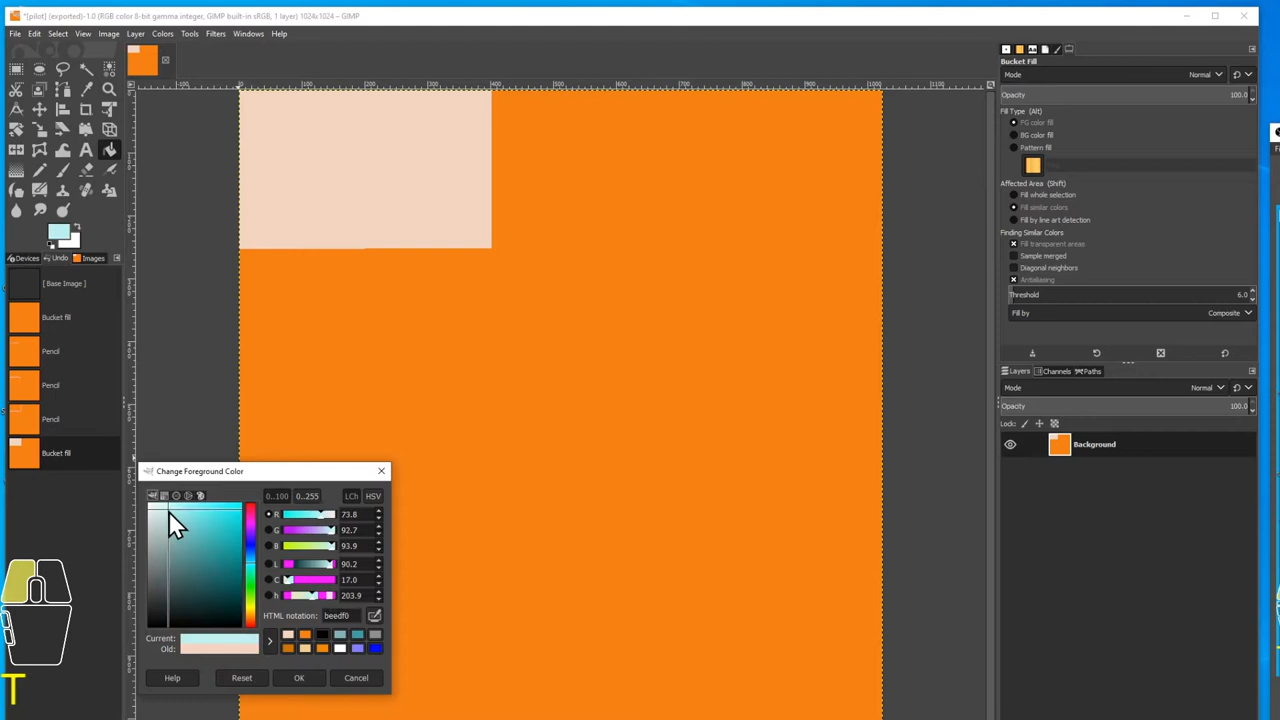 *[pilot] (exported)-1.0 (RGB color 8-bit gamma integer, GIMP built-in sRGB, 1 layer) 1024x1024 – GIMP
File Edit Select View Image Layer Colors Tools Filters Windows Help
Devices Undo Images
[ Base Image ]
Bucket fill
Pencil
Pencil
Pencil
Bucket fill
Bucket Fill
Mode Normal
Opacity 100.0
Fill Type (Alt)
FG color fill
BG color fill
Pattern fill
Affected Area (Shift)
Fill whole selection
Fill similar colors
Fill by line art detection
Finding Similar Colors
Fill transparent areas
Sample merged
Diagonal neighbors
Antialiasing
Threshold 6.0
Fill by Composite
Layers Channels Paths
Mode Normal
Opacity 100.0
Lock:
Background
Change Foreground Color
0..100 0..255 LCh HSV
R 73.8
G 92.7
B 93.9
L 90.2
C 17.0
h 203.9
HTML notation: beedf0
Current:
Old:
Help Reset OK Cancel
T